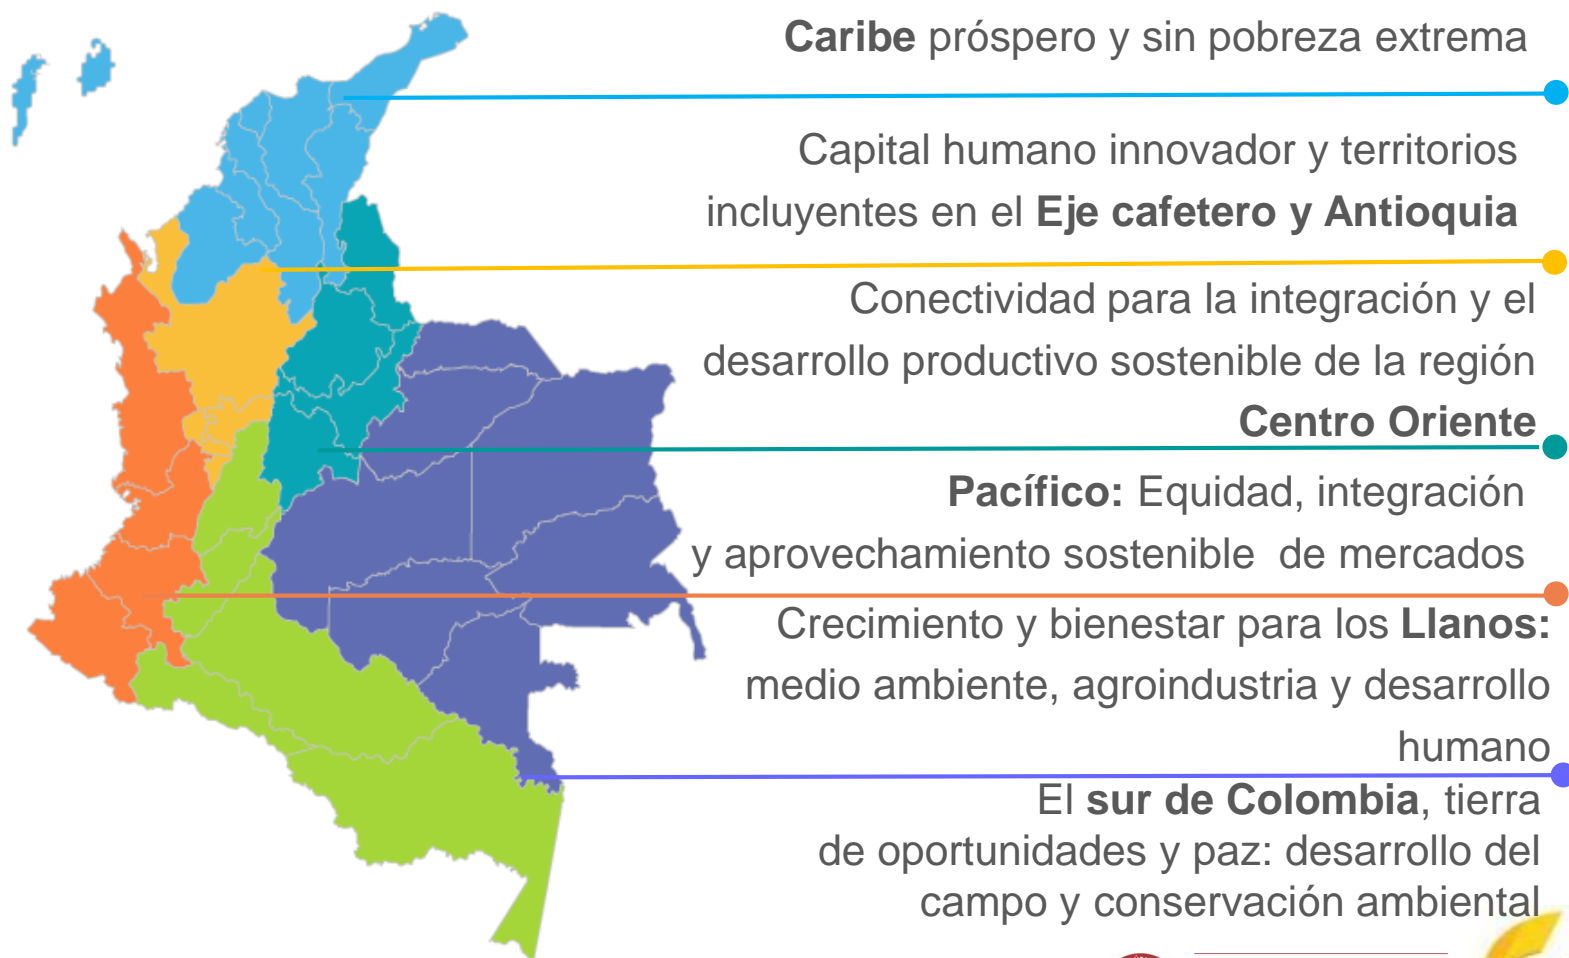 Caribe próspero y sin pobreza extrema
Capital humano innovador y territorios
incluyentes en el Eje cafetero y Antioquia
Conectividad para la integración y el
desarrollo productivo sostenible de la región
Centro Oriente
Pacífico: Equidad, integración
y aprovechamiento sostenible de mercados
Crecimiento y bienestar para los Llanos:
medio ambiente, agroindustria y desarrollo
humano
El sur de Colombia, tierra
de oportunidades y paz: desarrollo del
campo y conservación ambiental